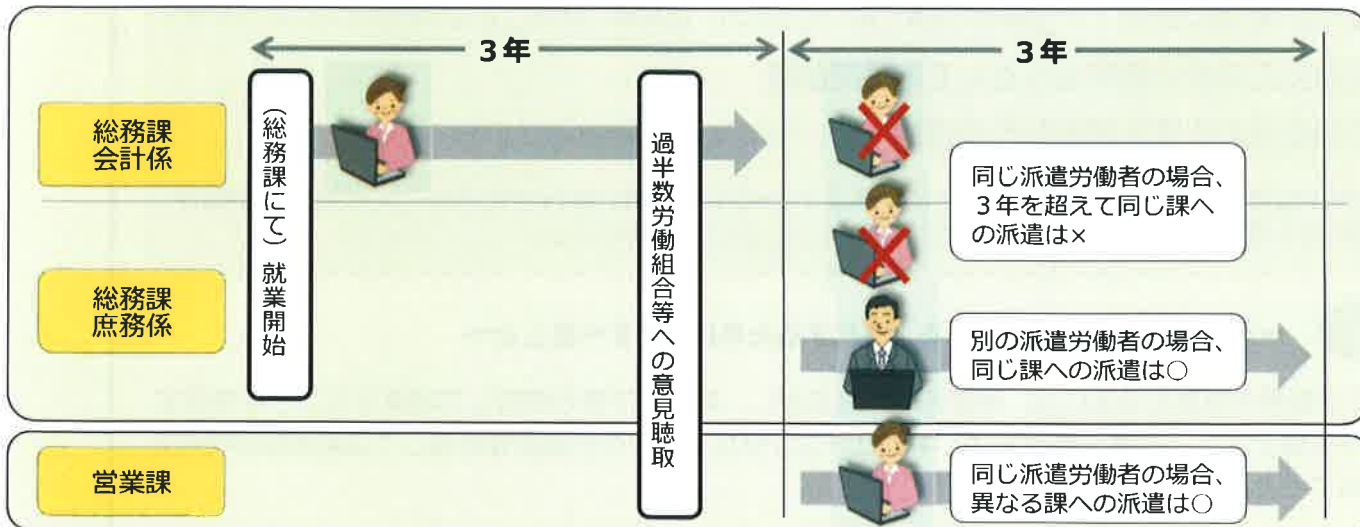 3年
3年
総務課
会計係
総務課
庶務係
営業課
(総務課にて)就業開始
過半数労働組合等への意見聴取
同じ派遣労働者の場合、
3年を超えて同じ課へ
の派遣は×
別の派遣労働者の場合、
同じ課への派遣は○
同じ派遣労働者の場合、
異なる課への派遣は○